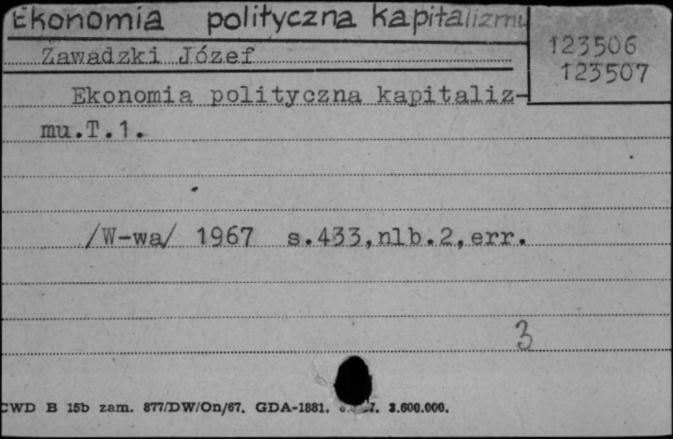 Ekonomia polityczna kapitalizmu
123506
123507
Zawadzki Józef
Ekonomia polityczna kapitaliz-
mu.T.1.
/W-wa/ 1967 s.433,nlb.2,err.
3
CWD B 15b zam. 877/DW/On/67. GDA-1881. 3.600.000.